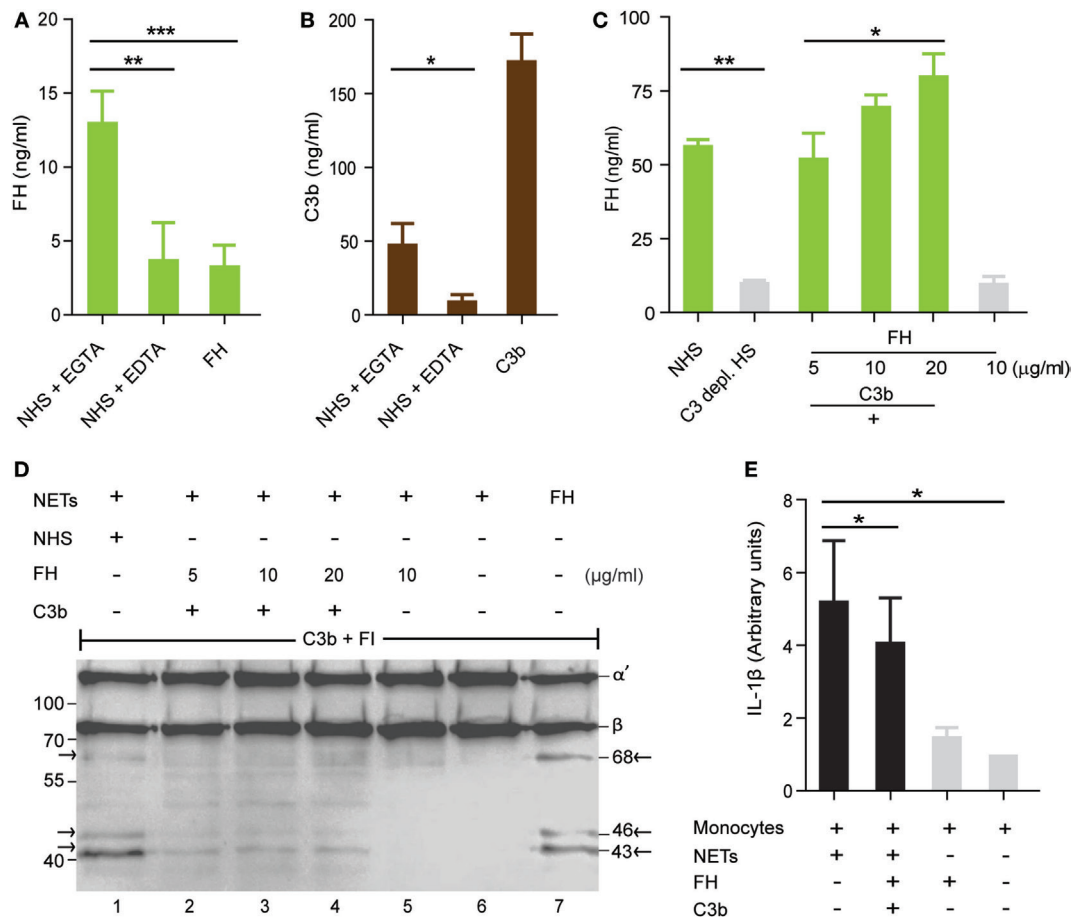 A
***
**
FH (ng/ml)
20
15
10
5
0
NHS + EGTA
NHS + EDTA
FH
B
*
C3b (ng/ml)
200
150
100
50
0
NHS + EGTA
NHS + EDTA
C3b
C
**
*
FH (ng/ml)
100
75
50
25
0
NHS
C3 depl. HS
FH
5 10 20 10 (μg/ml)
C3b
+
D
NETs + + + + + + FH
NHS + - - - - - -
FH - 5 10 20 10 - - (μg/ml)
C3b - + + + - - -
C3b + FI
100
70
55
40
α'
β
68←
46←
43←
→
→
→
1 2 3 4 5 6 7
E
*
*
IL-1β (Arbitrary units)
8
6
4
2
0
Monocytes + + + +
NETs + + - -
FH - + + -
C3b - + - -